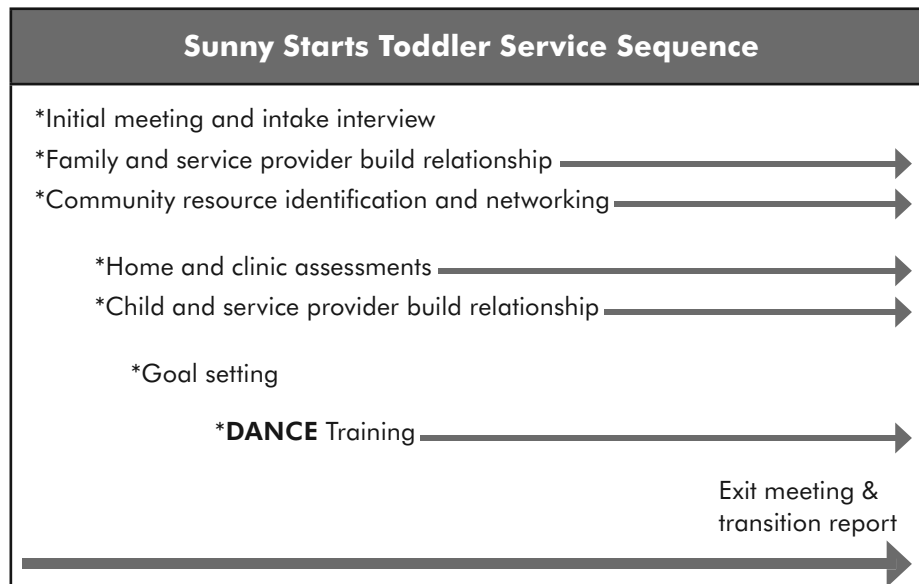 Sunny Starts Toddler Service Sequence
*Initial meeting and intake interview
*Family and service provider build relationship
*Community resource identification and networking
*Home and clinic assessments
*Child and service provider build relationship
*Goal setting
*DANCE Training
Exit meeting &
transition report